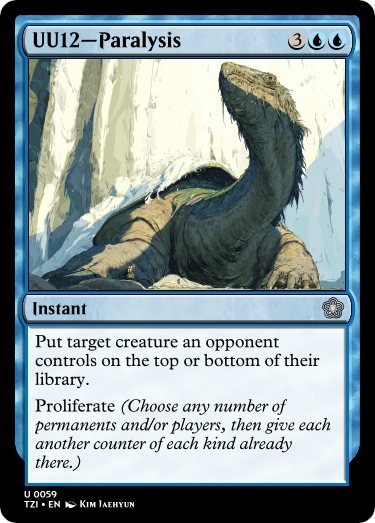 UU12—Paralysis 3
Instant
Put target creature an opponent
controls on the top or bottom of their
library.
Proliferate (Choose any number of
permanents and/or players, then give each
another counter of each kind already
there.)
U 0059
TZI • EN Kim Jaehyun